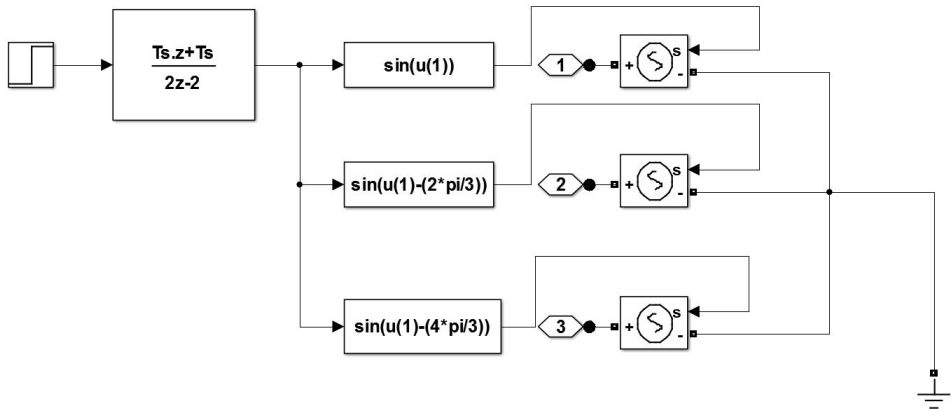 Ts.z+Ts
2z-2
sin(u(1))
1
+
s
-
sin(u(1)-(2*pi/3))
2
+
s
-
sin(u(1)-(4*pi/3))
3
+
s
-